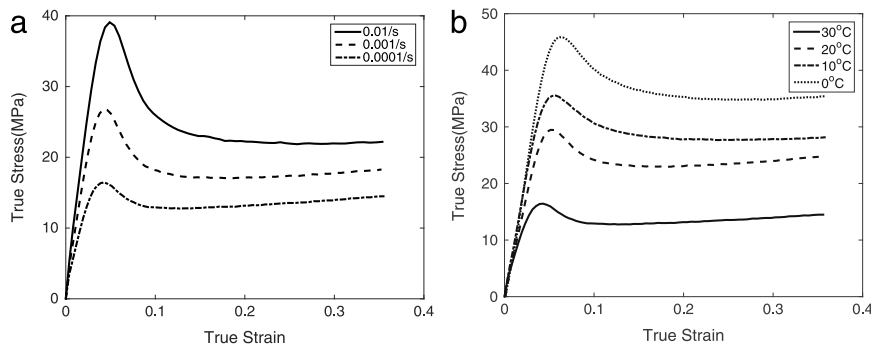 a
0.01/s
0.001/s
0.0001/s
40
30
20
10
0
0 0.1 0.2 0.3 0.4
True Stress(MPa)
True Strain
b
30°C
20°C
10°C
0°C
50
40
30
20
10
0
0 0.1 0.2 0.3 0.4
True Stress(MPa)
True Strain